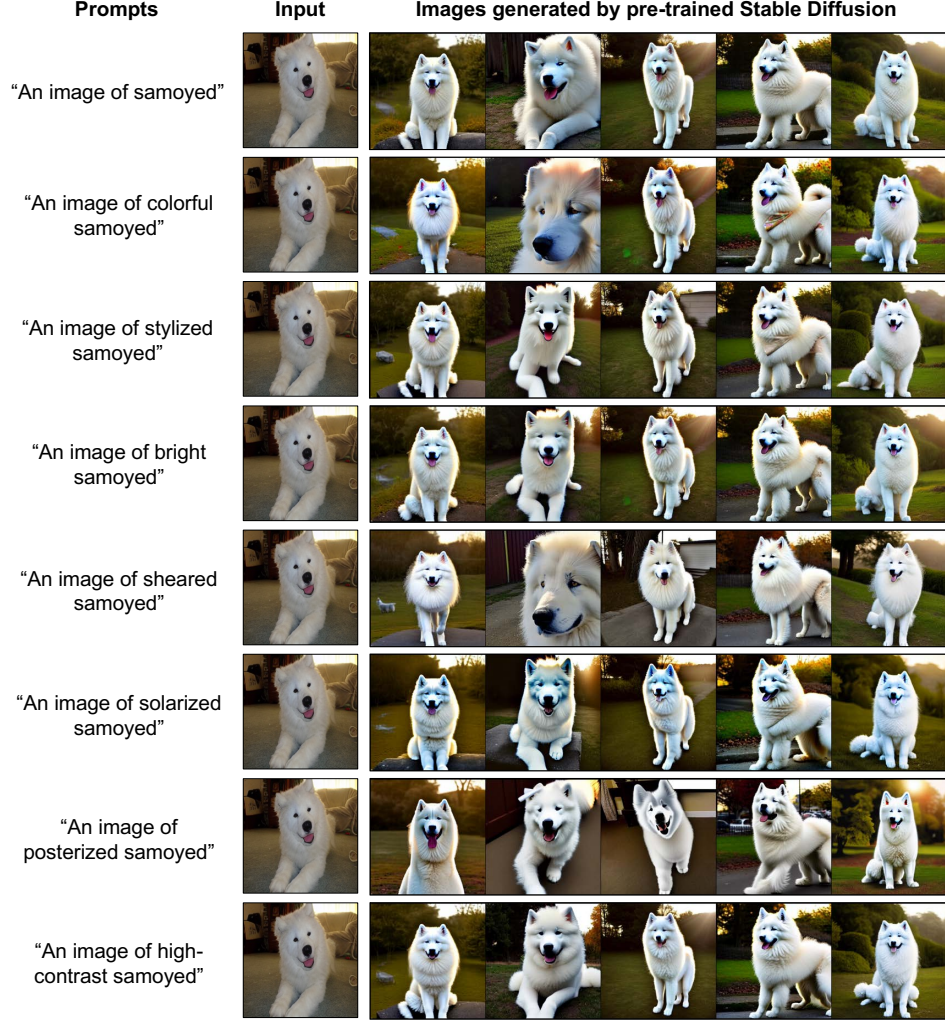 Prompts Input Images generated by pre-trained Stable Diffusion
“An image of samoyed”
“An image of colorful
samoyed”
“An image of stylized
samoyed”
“An image of bright
samoyed”
“An image of sheared
samoyed”
“An image of solarized
samoyed”
“An image of
posterized samoyed”
“An image of high-
contrast samoyed”